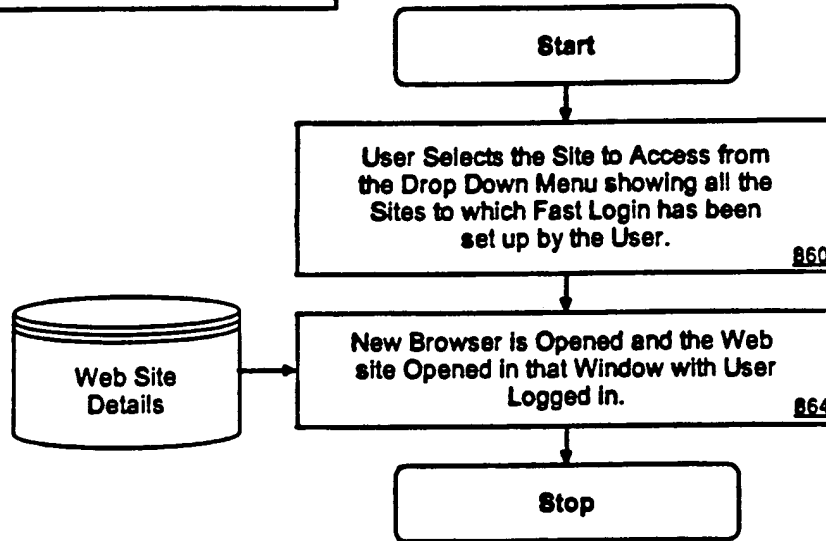 Start
User Selects the Site to Access from
the Drop Down Menu showing all the
Sites to which Fast Login has been
set up by the User.
860
New Browser is Opened and the Web
site Opened in that Window with User
Logged in.
864
Web Site
Details
Stop